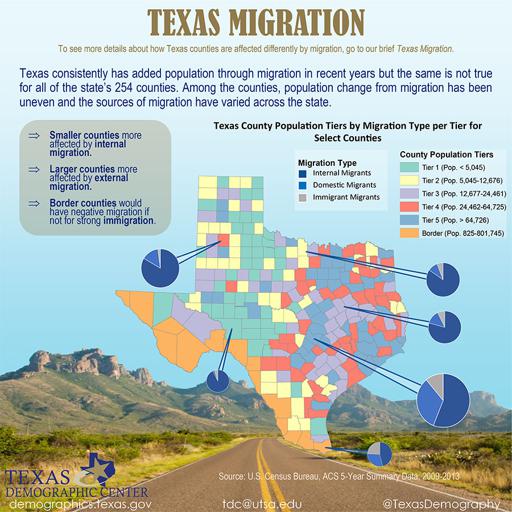 TEXAS MIGRATION
To see more details about how Texas counties are affected differently by migration, go to our brief Texas Migration.
Texas consistently has added population through migration in recent years but the same is not true
for all of the state's 254 counties. Among the counties, population change from migration has been
uneven and the sources of migration have varied across the state.
⇒ Smaller counties more
affected by internal
migration.
⇒ Larger counties more
affected by external
migration.
⇒ Border counties would
have negative migration if
not for strong immigration.
Texas County Population Tiers by Migration Type per Tier for
Select Counties
Migration Type
Internal Migrants
Domestic Migrants
Immigrant Migrants
County Population Tiers
Tier 1 (Pop. < 5,045)
Tier 2 (Pop. 5,045-12,676)
Tier 3 (Pop. 12,677-24,461)
Tier 4 (Pop. 24,462-64,725)
Tier 5 (Pop. > 64,726)
Border (Pop. 825-801,745)
Source: U.S. Census Bureau, ACS 5-Year Summary Data, 2009-2013
TEXAS
DEMOGRAPHIC CENTER
demographics.texas.gov
tdc@utsa.edu
@TexasDemography